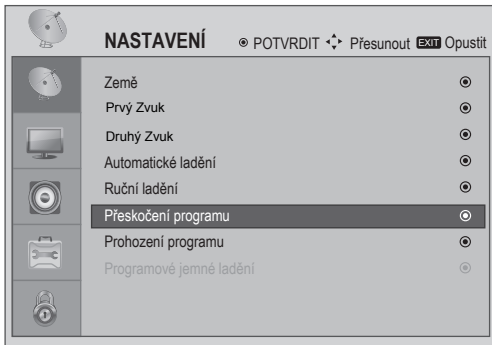 NASTAVENÍ POTVRDIT Přesunout EXIT Opustit
Země
Prvý Zvuk
Druhý Zvuk
Automatické ladění
Ruční ladění
Přeskočení programu
Prohození programu
Programové jemné ladění